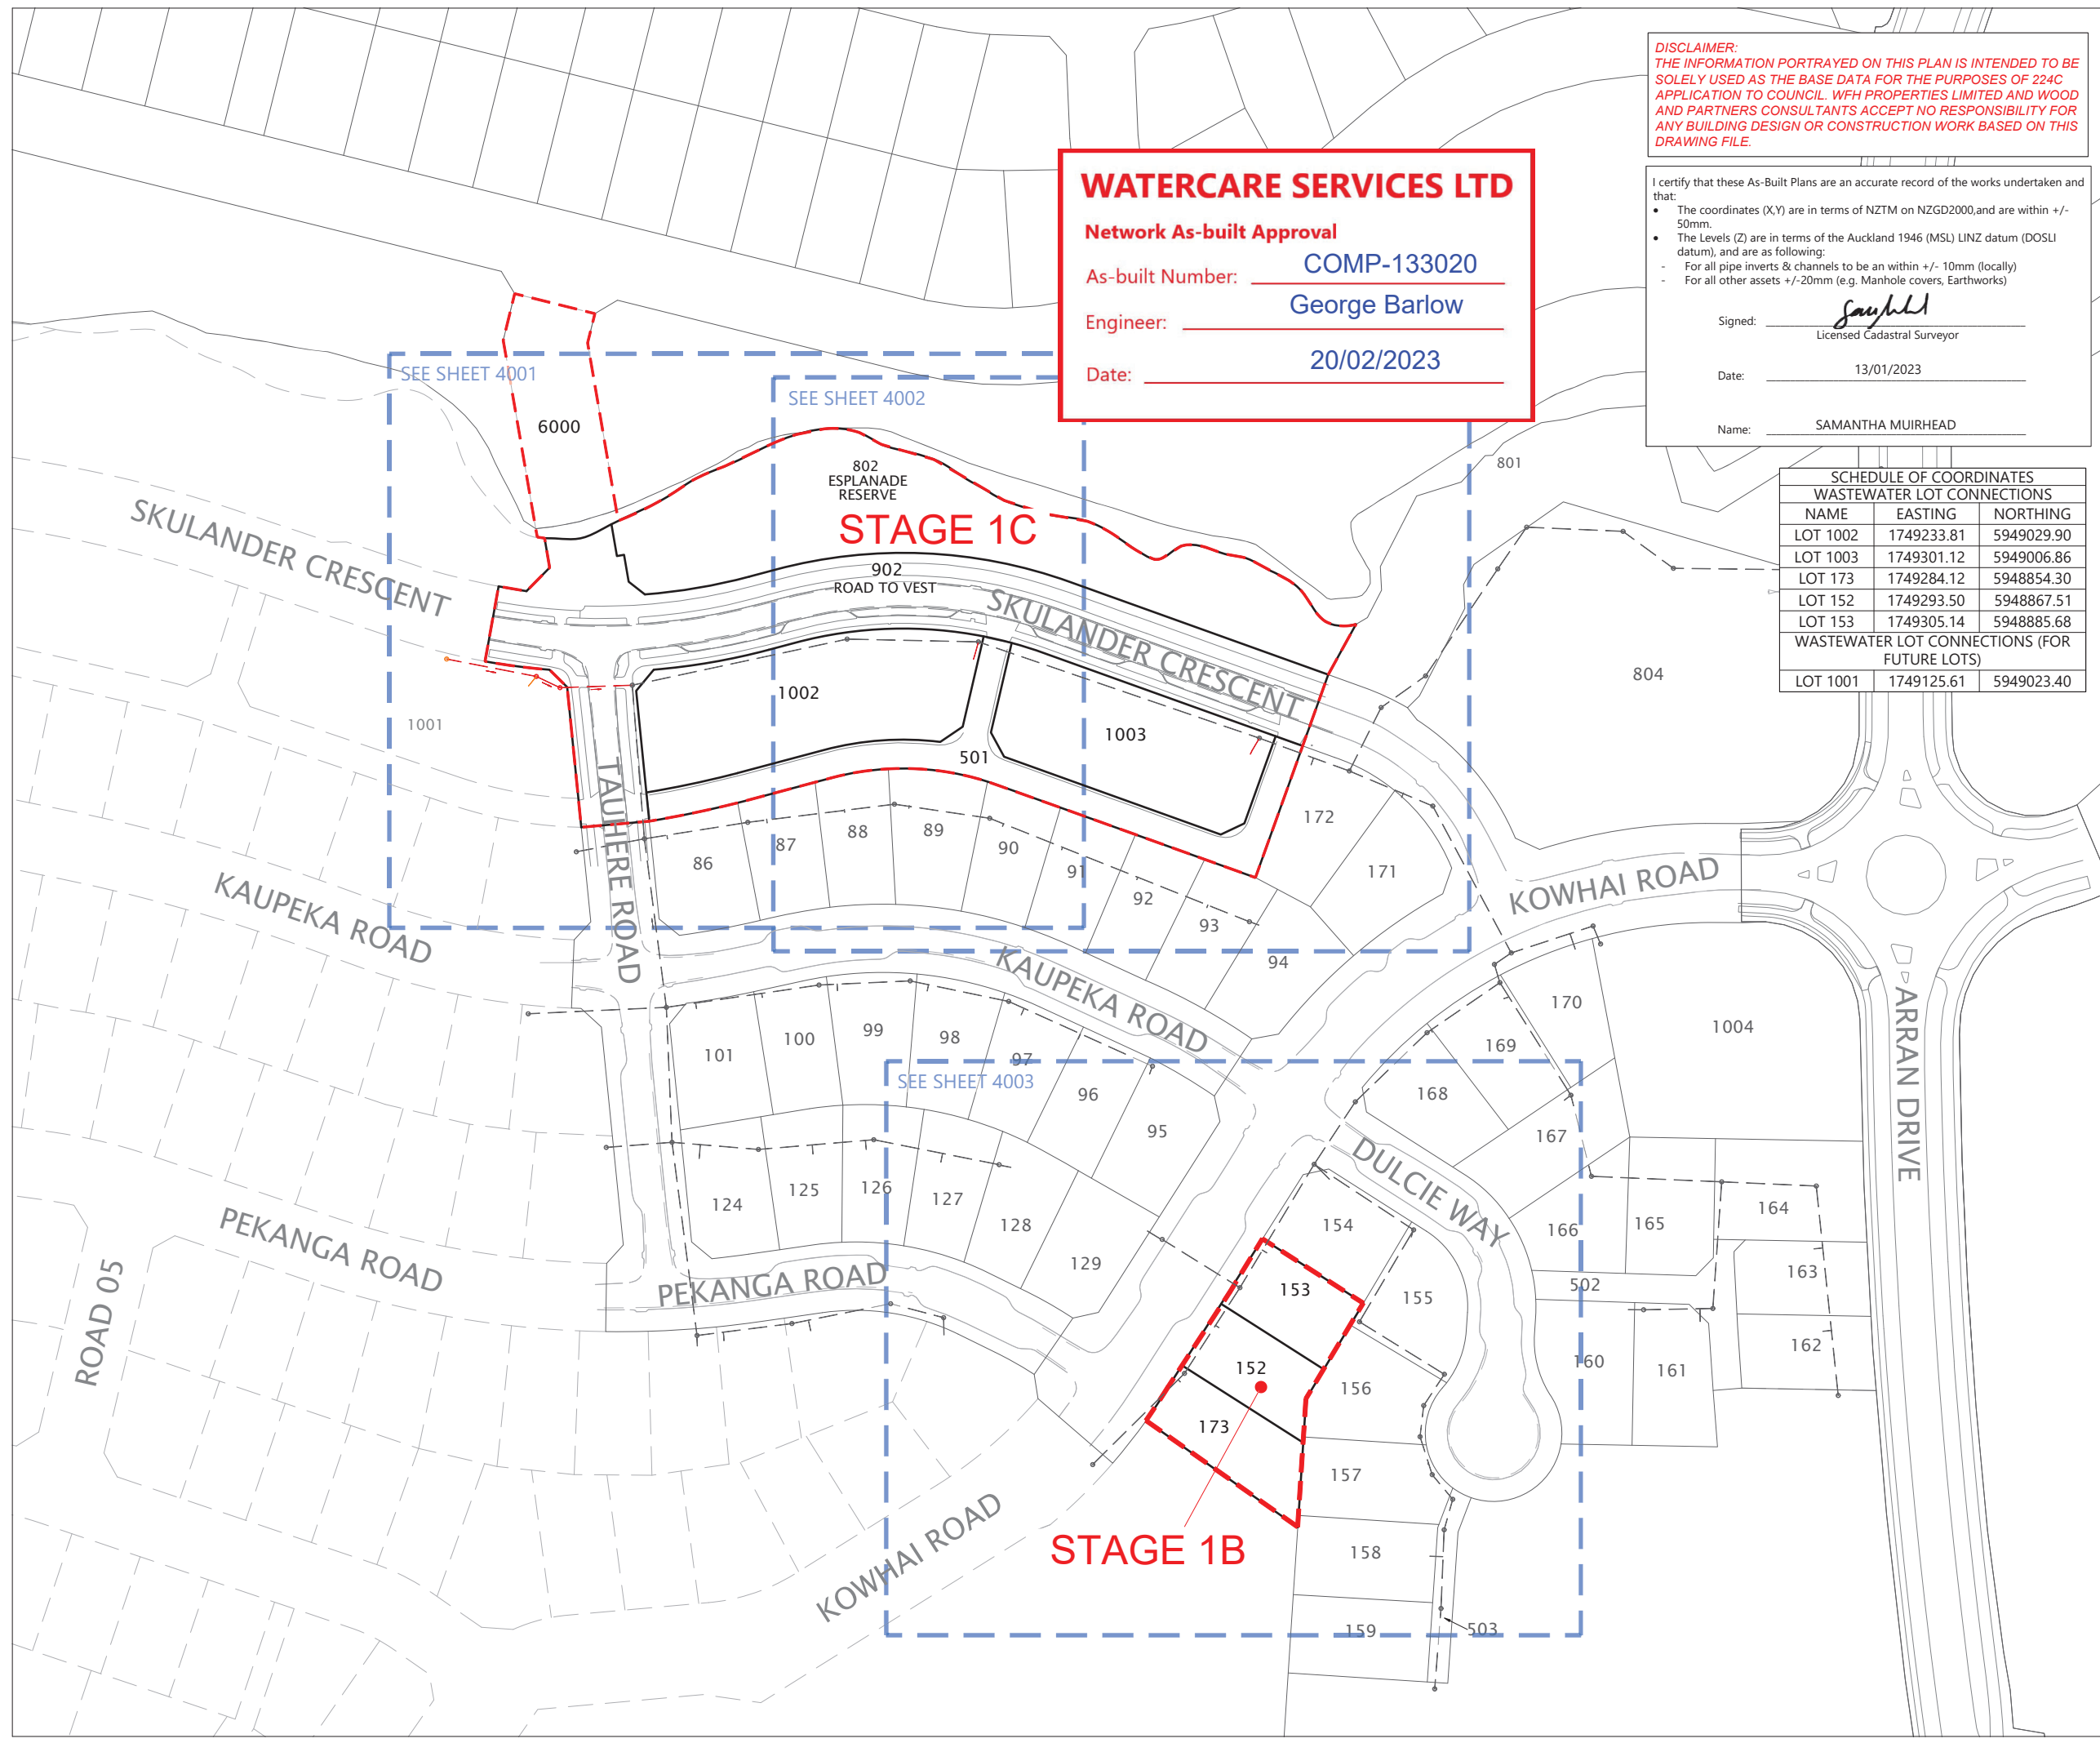 DISCLAIMER:
THE INFORMATION PORTRAYED ON THIS PLAN IS INTENDED TO BE
SOLELY USED AS THE BASE DATA FOR THE PURPOSES OF 224C
APPLICATION TO COUNCIL. WFH PROPERTIES LIMITED AND WOOD
AND PARTNERS CONSULTANTS ACCEPT NO RESPONSIBILITY FOR
ANY BUILDING DESIGN OR CONSTRUCTION WORK BASED ON THIS
DRAWING FILE.
WATERCARE SERVICES LTD
Network As-built Approval
As-built Number: COMP-133020
Engineer: George Barlow
Date: 20/02/2023
I certify that these As-Built Plans are an accurate record of the works undertaken and
that:
• The coordinates (X,Y) are in terms of NZTM on NZGD2000,and are within +/-
50mm.
• The Levels (Z) are in terms of the Auckland 1946 (MSL) LINZ datum (DOSLI
datum), and are as following:
- For all pipe inverts & channels to be an within +/- 10mm (locally)
- For all other assets +/-20mm (e.g. Manhole covers, Earthworks)
Signed:
Licensed Cadastral Surveyor
Date: 13/01/2023
Name: SAMANTHA MUIRHEAD
SCHEDULE OF COORDINATES
WASTEWATER LOT CONNECTIONS
NAME EASTING NORTHING
LOT 1002 1749233.81 5949029.90
LOT 1003 1749301.12 5949006.86
LOT 173 1749284.12 5948854.30
LOT 152 1749293.50 5948867.51
LOT 153 1749305.14 5948885.68
WASTEWATER LOT CONNECTIONS (FOR
FUTURE LOTS)
LOT 1001 1749125.61 5949023.40
SEE SHEET 4001
SEE SHEET 4002
6000
802
ESPLANADE
RESERVE
801
STAGE 1C
SKULANDER CRESCENT
902
ROAD TO VEST
SKULANDER CRESCENT
804
1002
1001
1003
501
TAUHERE ROAD
172
86
87
88
89
90
91
92
93
94
171
KOWHAI ROAD
KAUPEKA ROAD
KAUPEKA ROAD
170
1004
ARRAN DRIVE
101
100
99
98
97
96
95
169
168
167
SEE SHEET 4003
DULCIE WAY
124
125
126
127
128
129
154
166
165
164
163
162
502
PEKANGA ROAD
PEKANGA ROAD
ROAD 05
153
155
152
156
160
161
173
157
STAGE 1B
158
KOWHAI ROAD
159
503